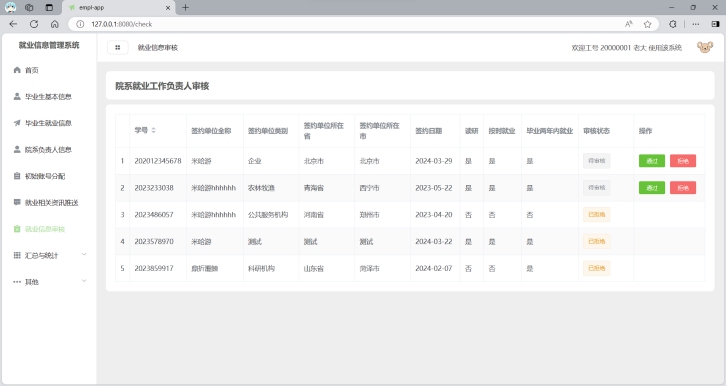 empl-app
127.0.0.1:8080/check
就业信息管理系统
就业信息审核
欢迎工号 20000001 老大 使用该系统
首页
毕业生基本信息
毕业生就业信息
院系负责人信息
初始账号分配
就业相关资讯推送
就业信息审核
汇总与统计
其他
院系就业工作负责人审核
学号 签约单位全称 签约单位类别 签约单位所在省 签约单位所在市 签约日期 读研 按时就业 毕业两年内就业 审核状态 操作
1 202012345678 米哈游 企业 北京市 北京市 2024-03-29 是 是 是 待审核 通过 拒绝
2 2023233038 米哈游hhhhhh 农林牧渔 青海省 西宁市 2023-05-22 是 是 是 待审核 通过 拒绝
3 2023486057 米哈游hhhhhh 公共服务机构 河南省 郑州市 2023-04-20 否 否 否 已拒绝
4 2023578970 米哈游 测试 测试 测试 2024-03-22 是 是 是 已拒绝
5 2023859917 科研机构 山东省 菏泽市 2024-02-07 否 否 是 已拒绝